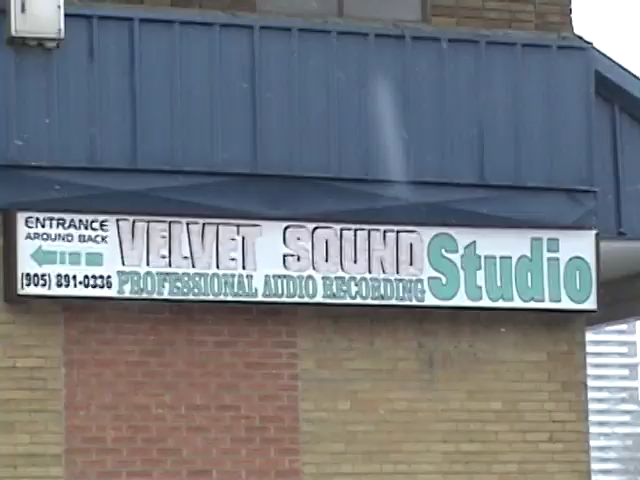 ENTRANCE
AROUND BACK
(905) 891-0336
VELVET SOUND
PROFESSIONAL AUDIO RECORDING
Studio